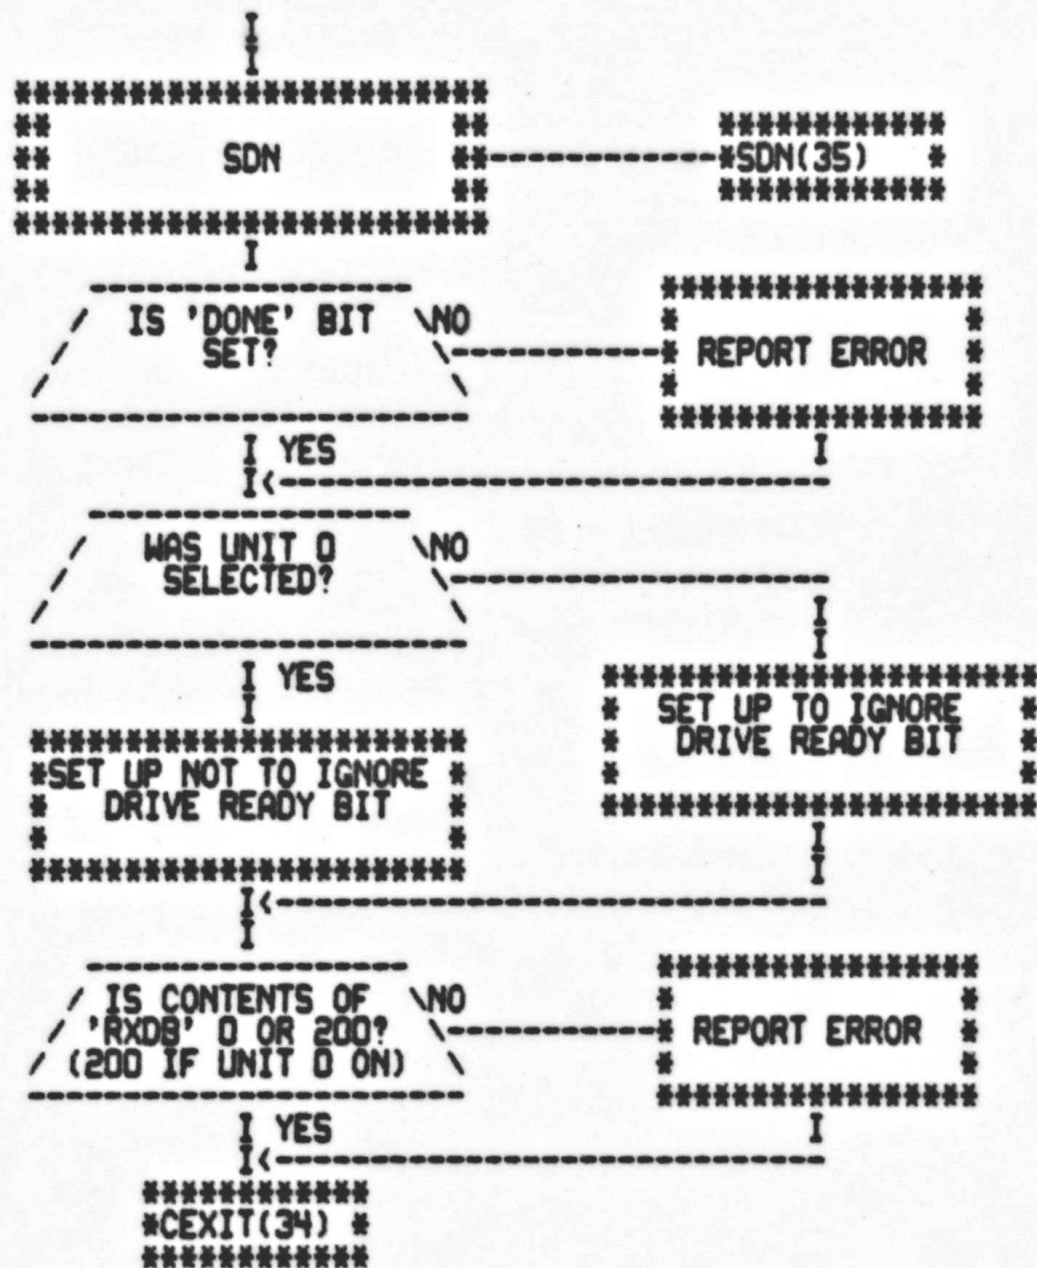 SDN
SDN(35)
IS 'DONE' BIT
SET?
NO
REPORT ERROR
YES
WAS UNIT 0
SELECTED?
NO
YES
SET UP TO IGNORE
DRIVE READY BIT
SET UP NOT TO IGNORE
DRIVE READY BIT
IS CONTENTS OF
'RXDB' 0 OR 200?
(200 IF UNIT 0 ON)
NO
REPORT ERROR
YES
CEXIT(34)